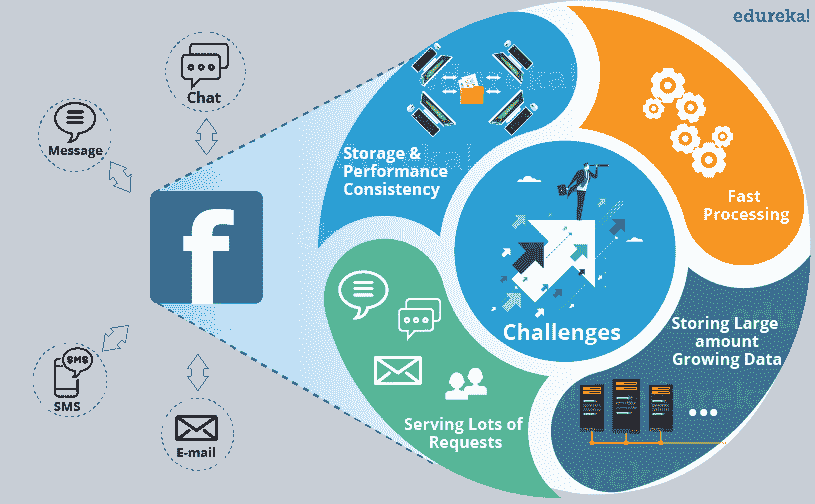 edureka!
Chat
Message
f
SMS
SMS
E-mail
Storage &
Performance
Consistency
Fast
Processing
Challenges
Storing Large
amount
Growing Data
Serving Lots of
Requests